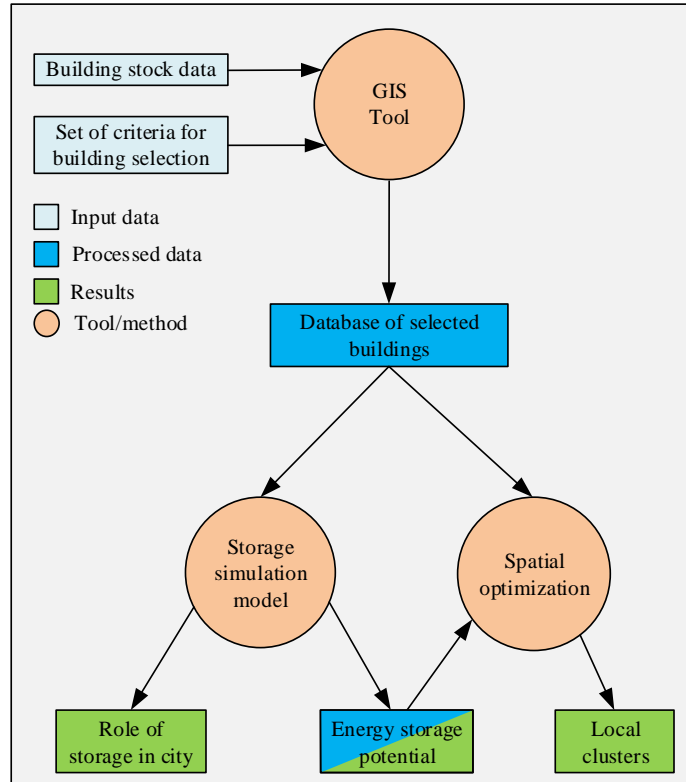 Building stock data
GIS
Tool
Set of criteria for
building selection
Input data
Processed data
Results
Tool/method
Database of selected
buildings
Storage
simulation
model
Spatial
optimization
Role of
storage in city
Energy storage
potential
Local
clusters